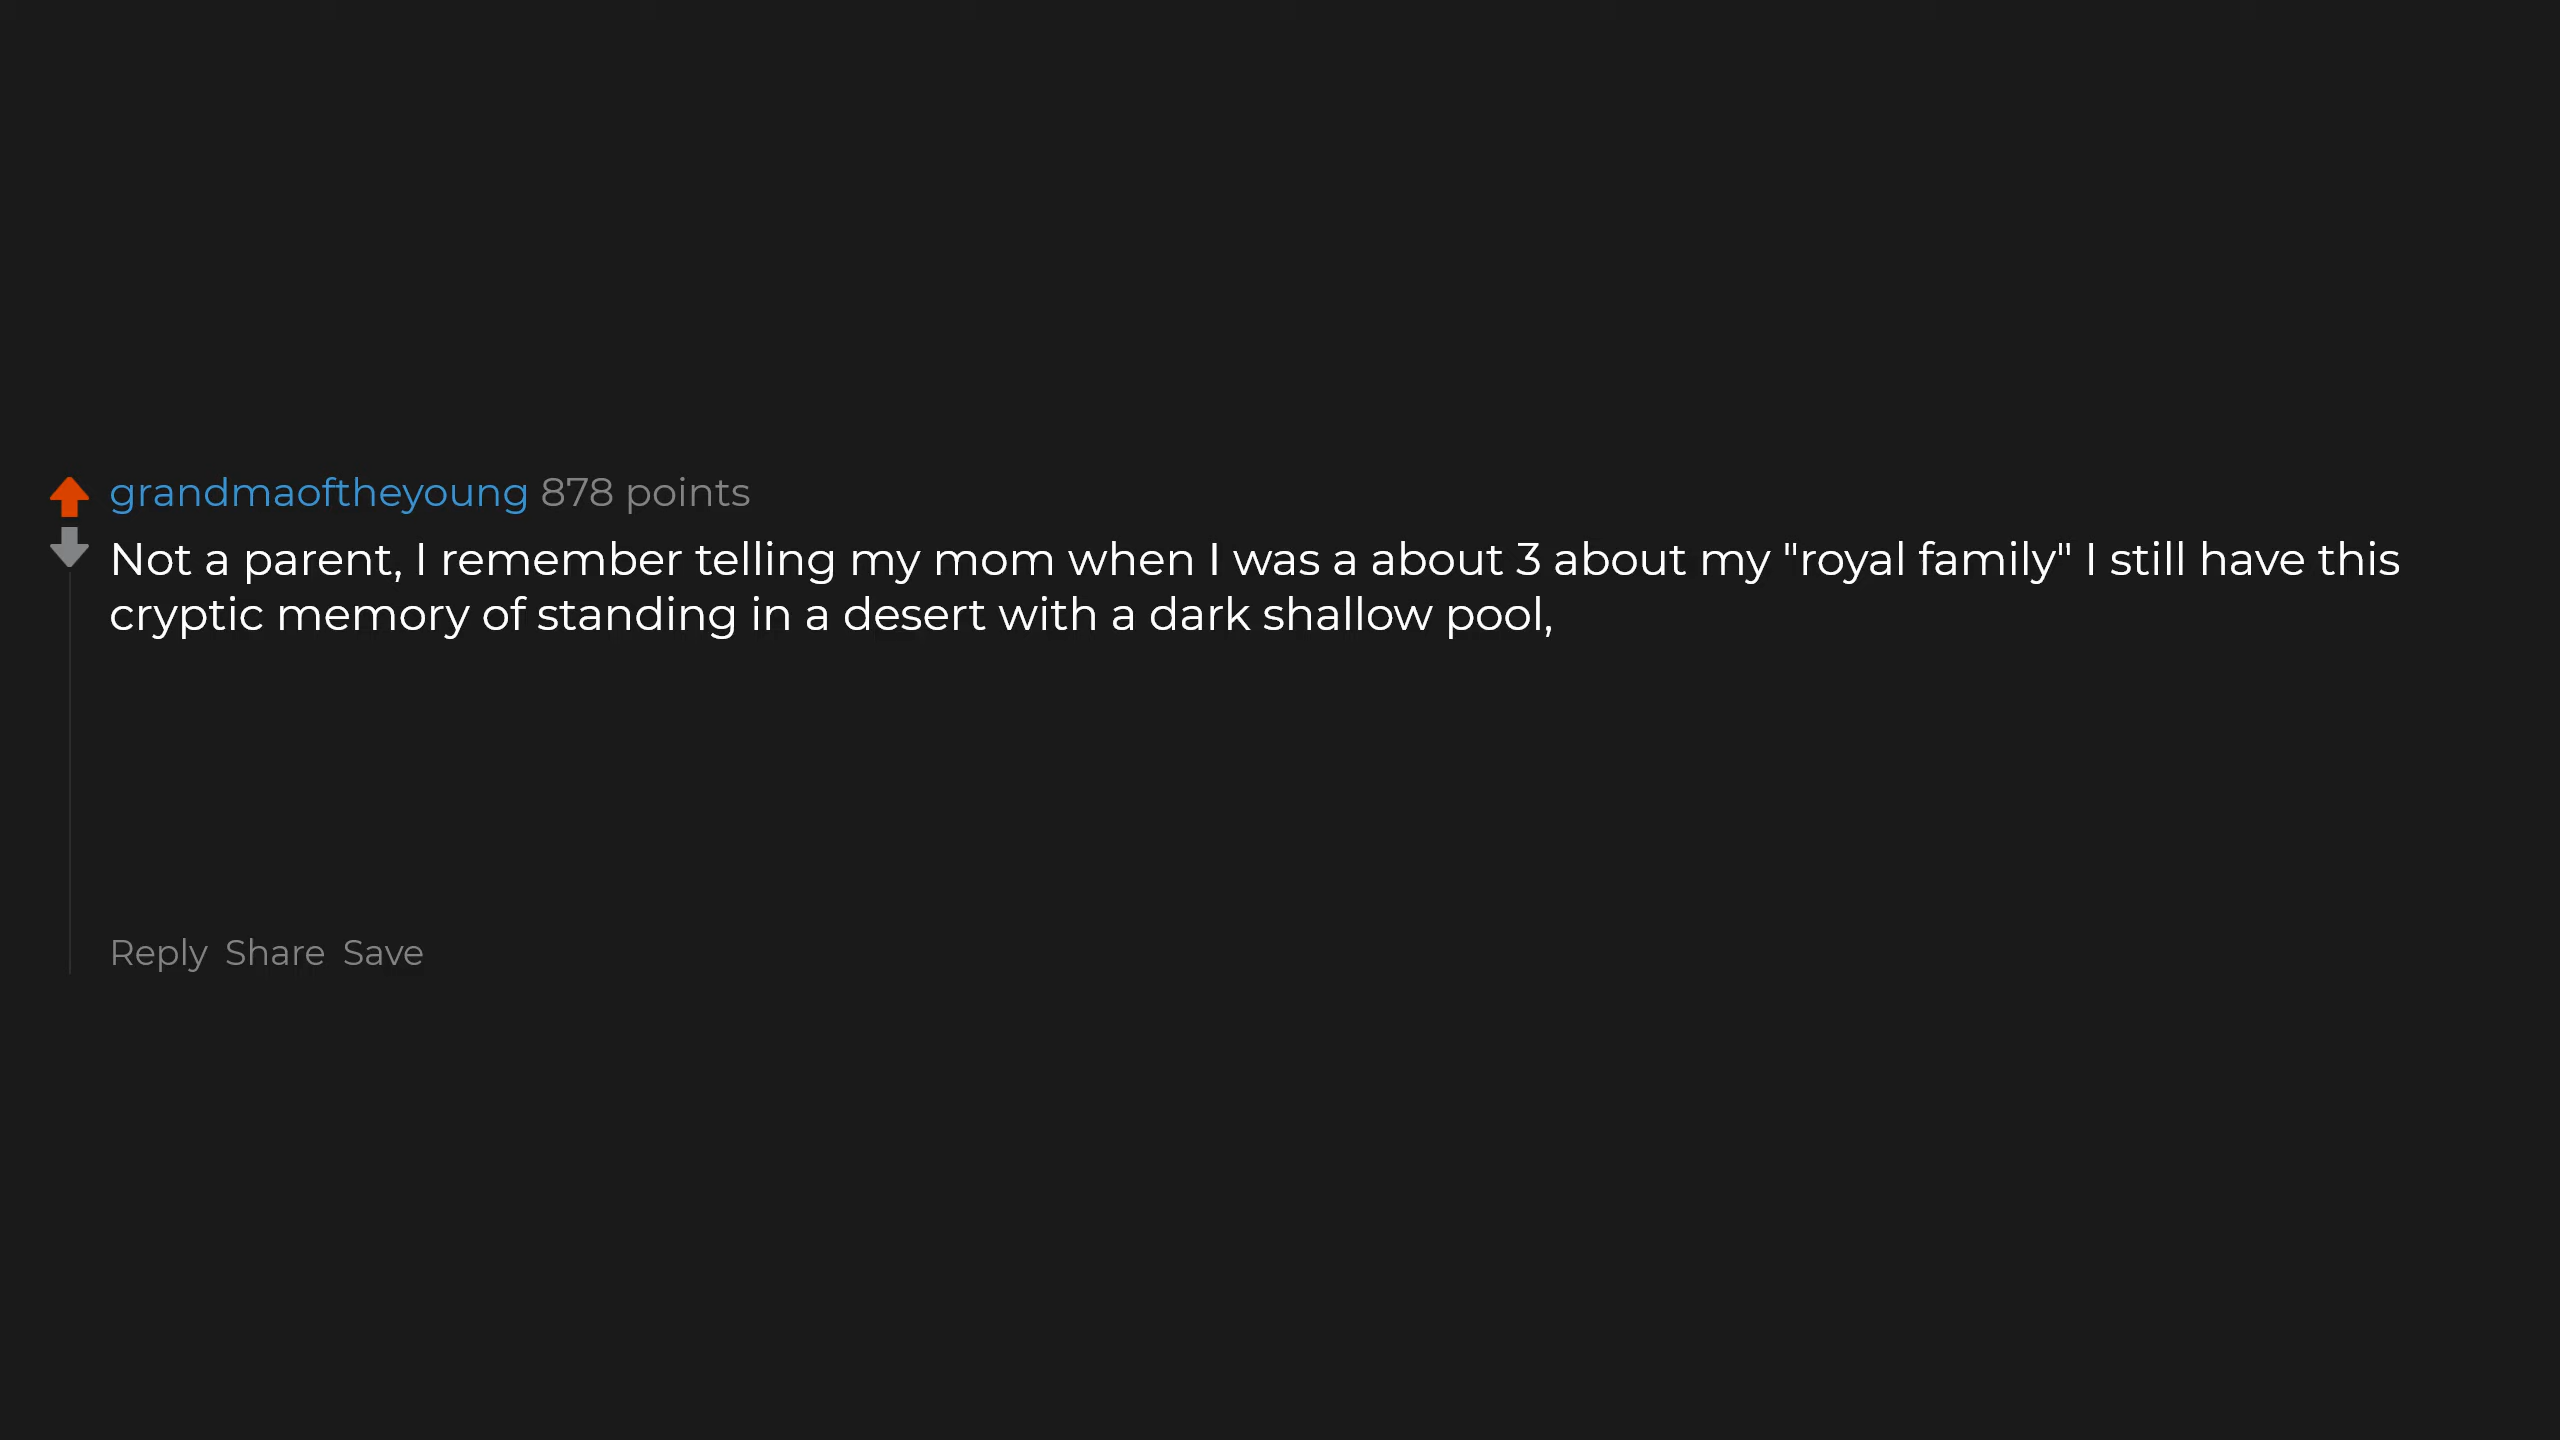 grandmaoftheyoung 878 points
Not a parent, I remember telling my mom when I was a about 3 about my "royal family" I still have this
cryptic memory of standing in a desert with a dark shallow pool,
Reply Share Save